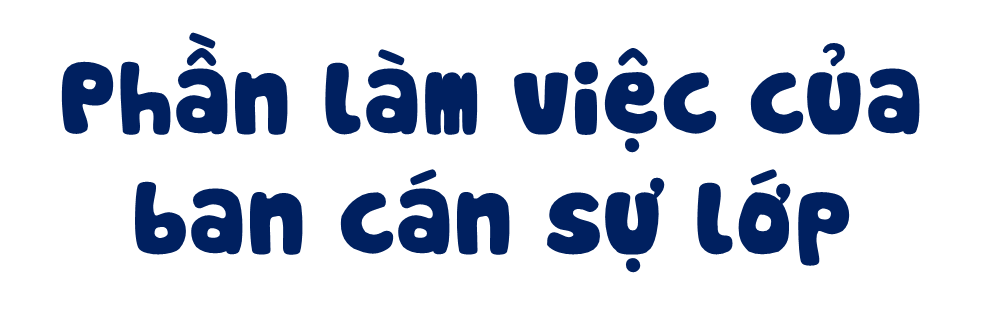 Phần làm việc của
ban cán sự lớp